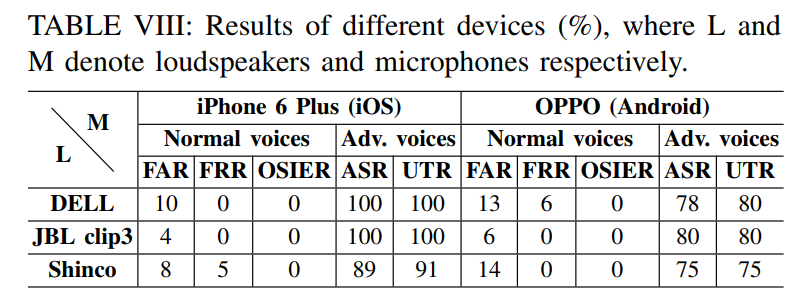 TABLE VIII: Results of different devices (%), where L and
M denote loudspeakers and microphones respectively.
M L iPhone 6 Plus (iOS) OPPO (Android)
Normal voices Adv. voices Normal voices Adv. voices
FAR FRR OSIER ASR UTR FAR FRR OSIER ASR UTR
DELL 10 0 0 100 100 13 6 0 78 80
JBL clip3 4 0 0 100 100 6 0 0 80 80
Shinco 8 5 0 89 91 14 0 0 75 75